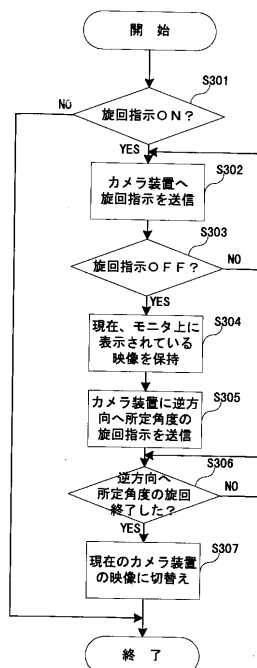 開始
S301
旋回指示ON?
NO
YES
S302
カメラ装置へ
旋回指示を送信
S303
旋回指示OFF?
NO
YES
S304
現在、モニタ上に
表示されている
映像を保持
S305
カメラ装置に逆方
向へ所定角度の
旋回指示を送信
S306
逆方向へ
所定角度の旋回
終了した?
NO
YES
S307
現在のカメラ装置
の映像に切替え
終了